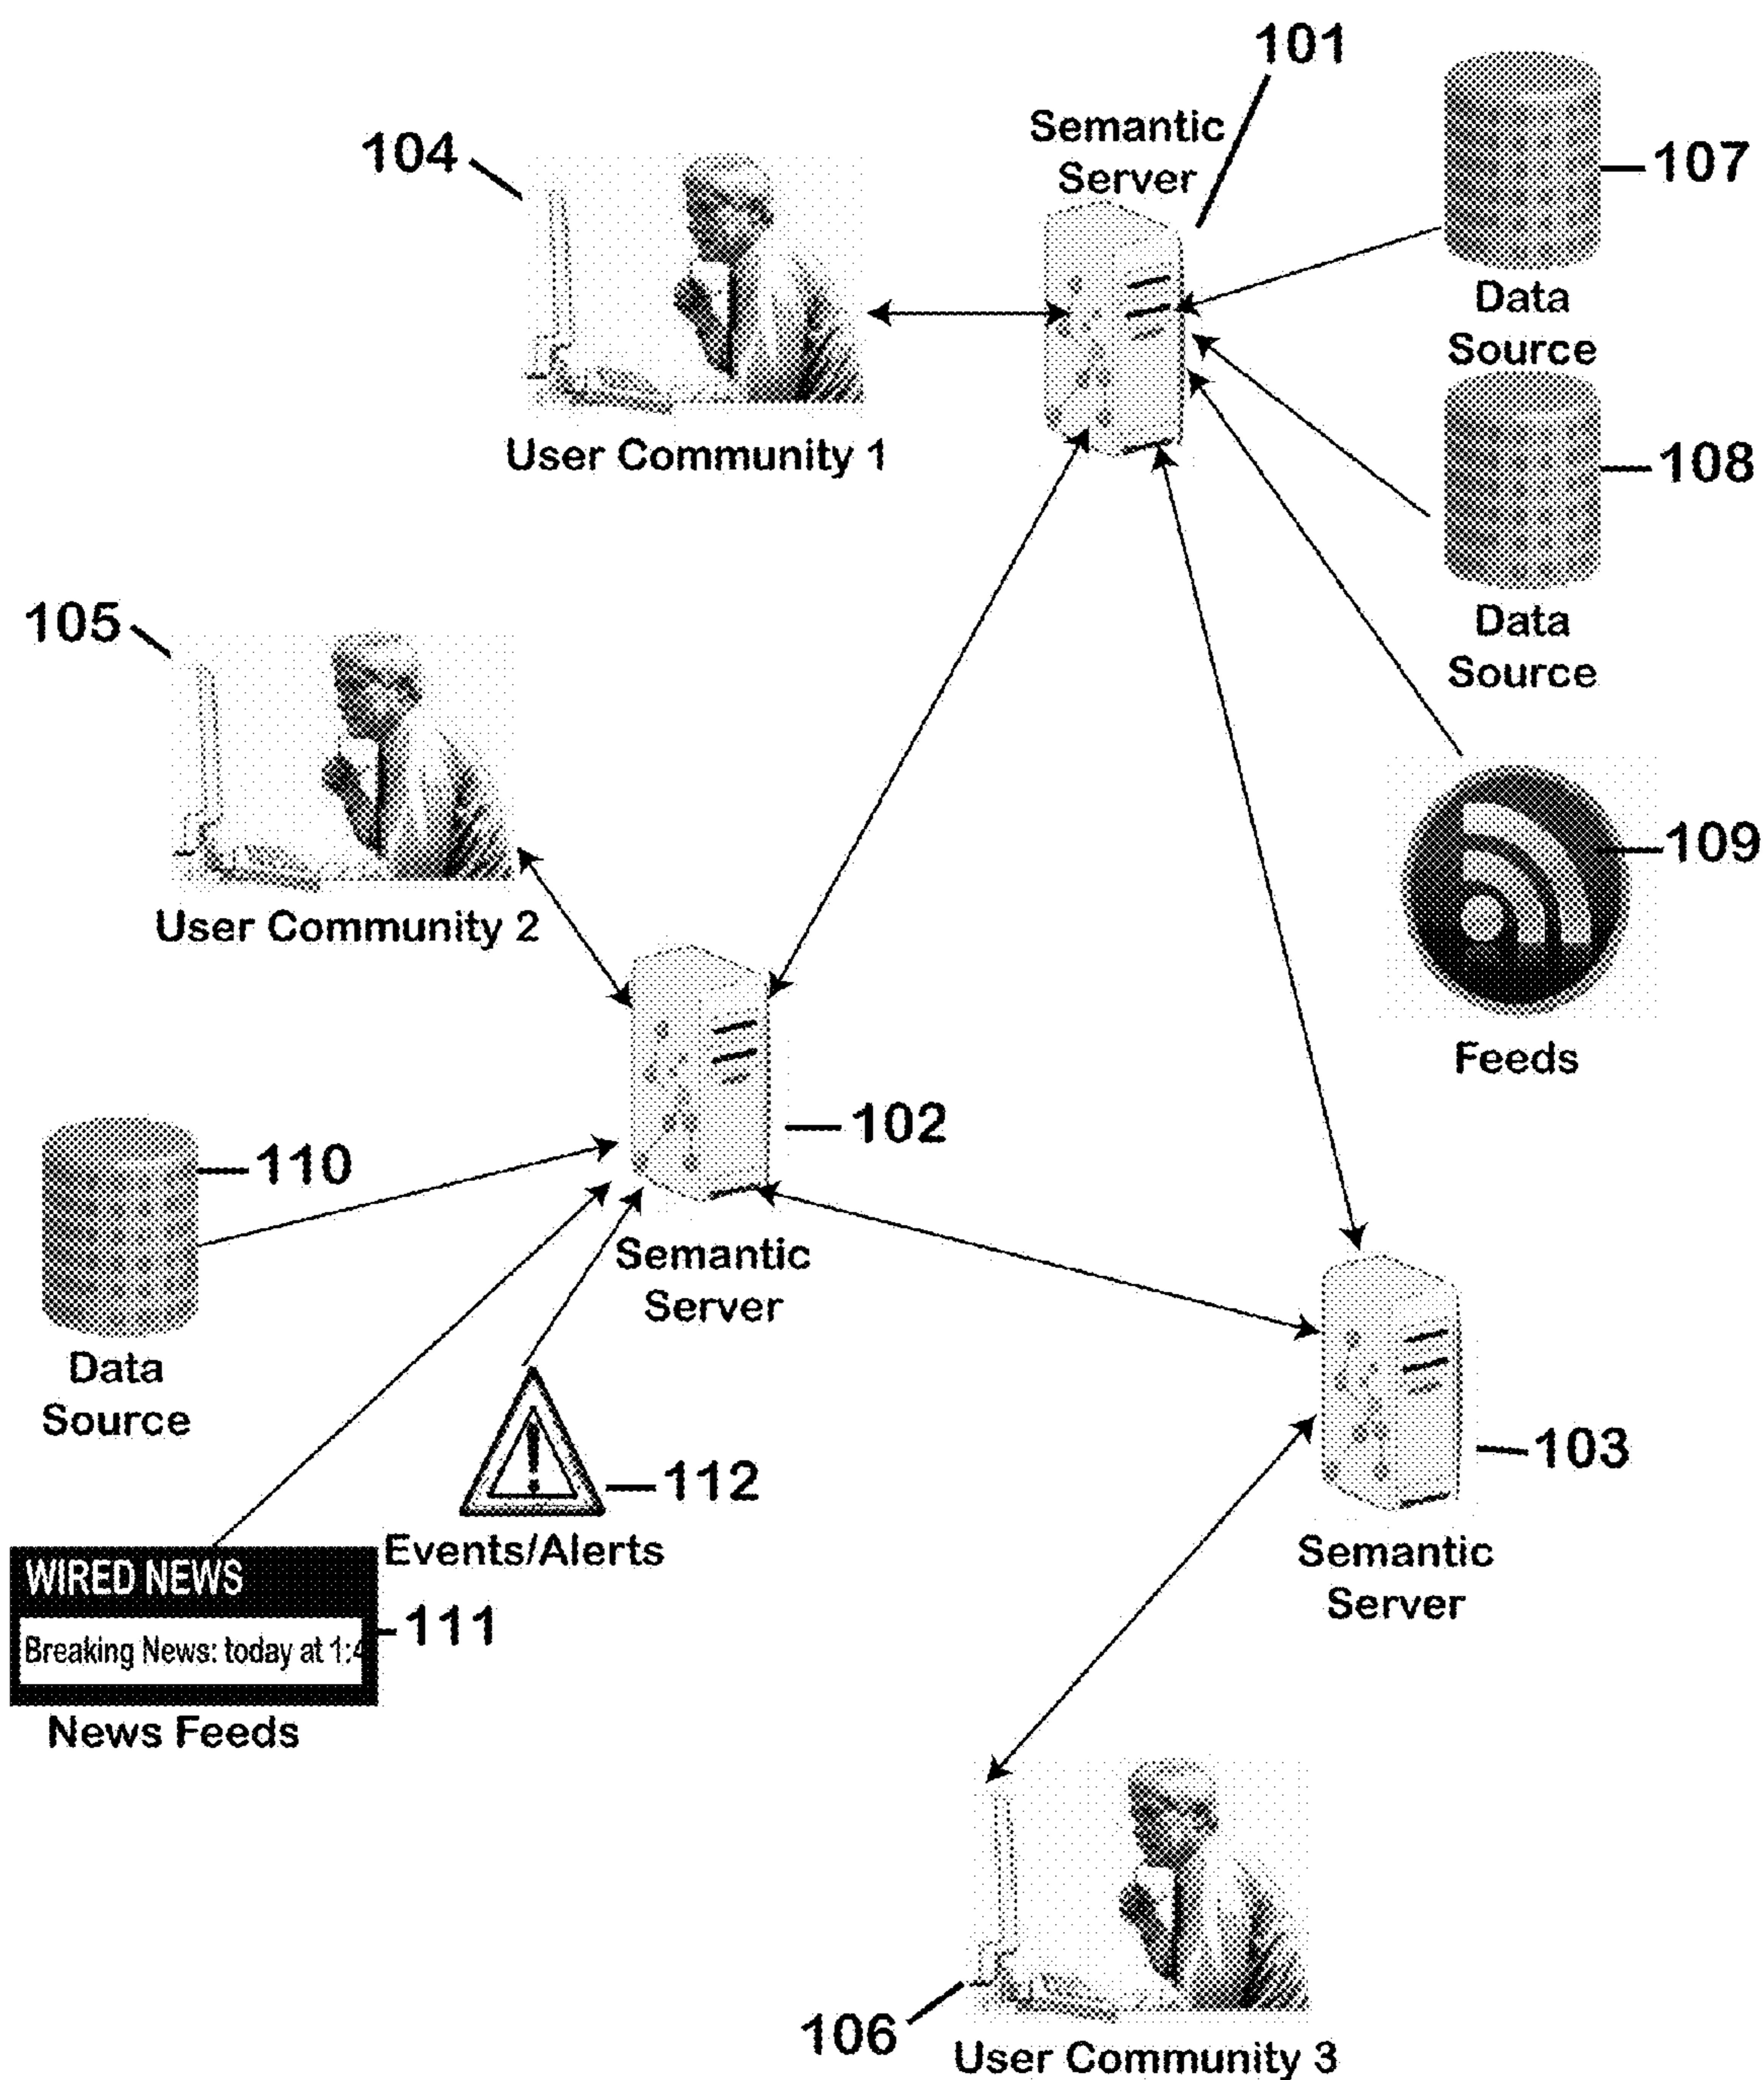 101
Semantic
Server
104
107
Data
Source
User Community 1
108
Data
Source
105
109
User Community 2
Feeds
102
110
Semantic
Server
Data
Source
112
103
Events/Alerts
Semantic
Server
WIRED NEWS
Breaking News: today at 1:4
111
News Feeds
106
User Community 3